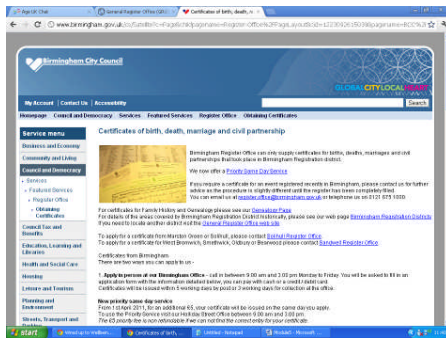 Age UK Chat
General Register Office (GRO)
Certificates of birth, death, m
www.birmingham.gov.uk
Birmingham City Council
GLOBALCITYLOCAL
My Account | Contact Us | Accessibility
Search
Homepage Council and Democracy Services Featured Services Register Office Obtaining Certificates
Service menu
Business and Economy
Community and Living
Council and Democracy
Services
Featured Services
Register Office
Obtaining Certificates
Council Tax and Benefits
Education, Learning and Libraries
Health and Social Care
Housing
Leisure and Tourism
Planning and Environment
Streets, Transport and
Certificates of birth, death, marriage and civil partnership
Birmingham Register Office can only supply certificates for births, deaths, marriages and civil
partnerships that took place in Birmingham Registration district.
We now offer a Priority Same Day Service
If you require a certificate for an event registered recently in Birmingham, please contact us for further
advice as the procedure is slightly different until the register has been completely filled.
You can email us at register.office@birmingham.gov.uk or telephone us on 0121 675 1000
For certificates for Family History and Genealogy please see our Genealogy Page
For details of the areas covered by Birmingham Registration District historically, please see our web page Birmingham Registration Districts
If you need to locate another district visit the General Register Office web site.
To apply for a certificate from Marston Green or Solihull, please contact Solihull Register Office
To apply for a certificate for West Bromwich, Smethwick, Oldbury or Rowley please contact Sandwell Register Office
Certificates from Birmingham
There are two ways you can apply to us -
1. Apply in person at our Birmingham Office - call in between 9.00 am and 3.00 pm Monday to Friday. You will be asked to fill in an
application form with the information detailed below, you can pay with cash or a credit / debit card.
Certificates will be issued within 5 working days by post or 3 working days for collection at the office.
New priority same day service
From 1st April 2011, for an additional £5, your certificate will be issued on the same day you apply.
To use the Priority Service visit our Holliday Street Office between 9.00 am and 3.00 pm.
The £5 priority fee is non refundable if we can not find the correct entry for your certificate.
start
Certificates of birth, ...
Untitled - Notepad